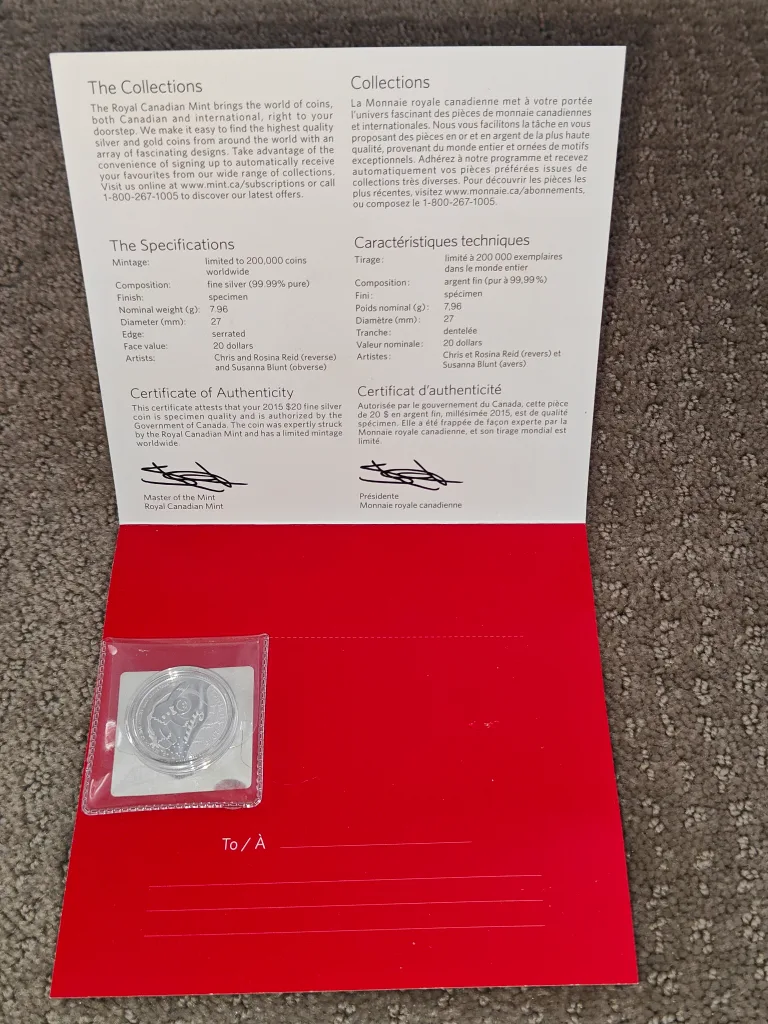 The Collections
The Royal Canadian Mint brings the world of coins,
both Canadian and international, right to your
doorstep. We make it easy to find the highest quality
silver and gold coins from around the world with an
array of fascinating designs. Take advantage of the
convenience of signing up to automatically receive
your favourites from our wide range of collections.
Visit us online at www.mint.ca/subscriptions or call
1-800-267-1005 to discover our latest offers.
Collections
La Monnaie royale canadienne met à votre portée
l'univers fascinant des pièces de monnaie canadiennes
et internationales. Nous vous facilitons la tâche en vous
proposant des pièces en or et en argent de la plus haute
qualité, provenant du monde entier et ornées de motifs
exceptionnels. Adhérez à notre programme et recevez
automatiquement vos pièces préférées issues de
collections très diverses. Pour découvrir les pièces les
plus récentes, visitez www.monnaie.ca/abonnements,
ou composez le 1-800-267-1005.
The Specifications
Mintage: limited to 200,000 coins
worldwide
Composition: fine silver (99.99% pure)
Finish: specimen
Nominal weight (g): 7.96
Diameter (mm): 27
Edge: serrated
Face value: 20 dollars
Artists: Chris and Rosina Reid (reverse)
and Susanna Blunt (obverse)
Caractéristiques techniques
Tirage: limité à 200 000 exemplaires
dans le monde entier
Composition: argent fin (pur à 99,99%)
Fini: spécimen
Poids nominal (g): 7,96
Diamètre (mm): 27
Tranche: dentelée
Valeur nominale: 20 dollars
Artistes: Chris et Rosina Reid (revers) et
Susanna Blunt (avers)
Certificate of Authenticity
This certificate attests that your 2015 $20 fine silver
coin is specimen quality and is authorized by the
Government of Canada. The coin was expertly struck
by the Royal Canadian Mint and has a limited mintage
worldwide.
Master of the Mint
Royal Canadian Mint
Certificat d'authenticité
Autorisée par le gouvernement du Canada, cette pièce
de 20 $ en argent fin, millésimée 2015, est de qualité
spécimen. Elle a été frappée de façon experte par la
Monnaie royale canadienne, et son tirage mondial est
limité.
Présidente
Monnaie royale canadienne
To / À